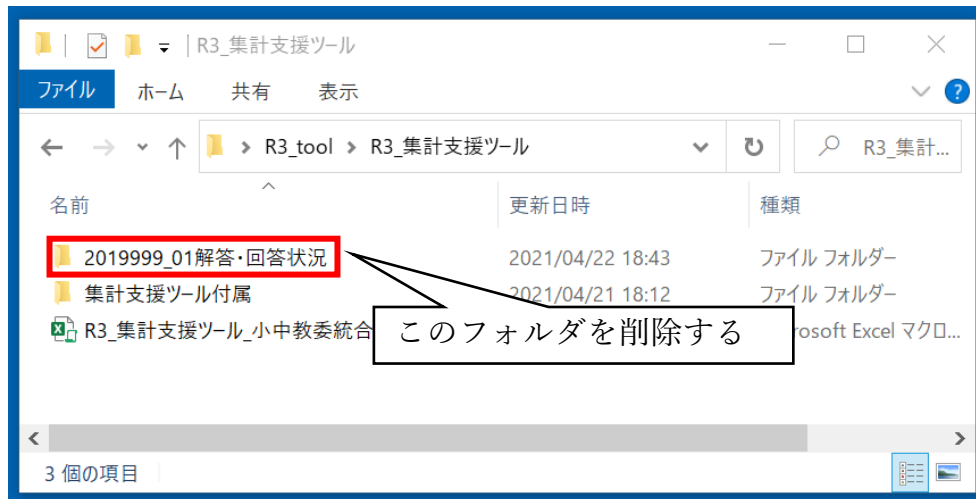 R3_集計支援ツール
ファイル ホーム 共有 表示
R3_tool > R3_集計支援ツール R3_集計...
名前 更新日時 種類
2019999_01解答・回答状況 2021/04/22 18:43 ファイル フォルダー
集計支援ツール付属 2021/04/21 18:12 ファイル フォルダー
R3_集計支援ツール_小中教委統合 rosoft Excel マクロ...
このフォルダを削除する
3 個の項目